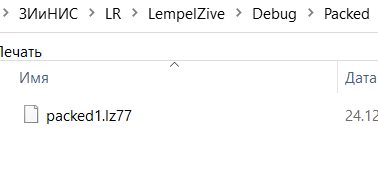 ЗИиНИС > LR > LempelZive > Debug > Packed
Печать
Имя Дата
packed1.lz77 24.12